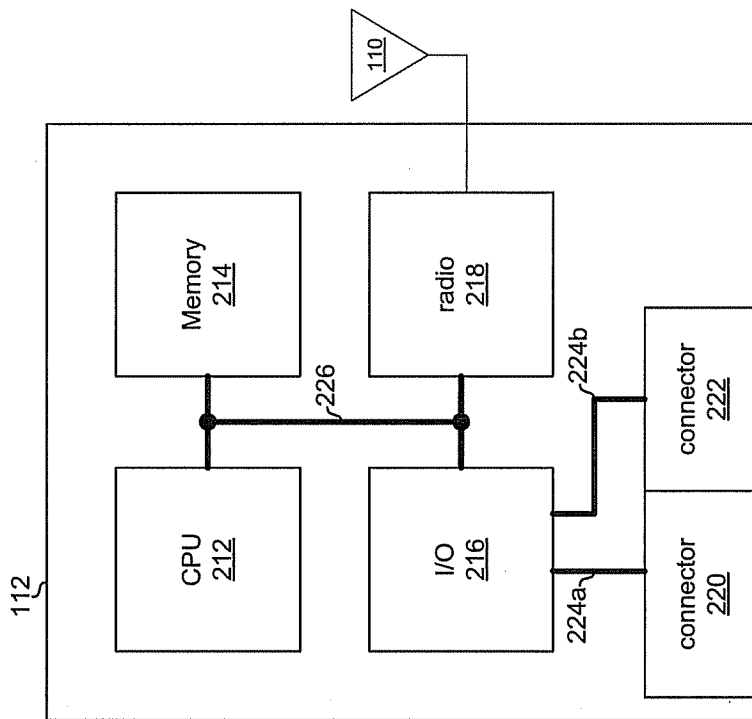 112
CPU
212
Memory
214
226
I/O
216
radio
218
110
224a
224b
connector
220
connector
222